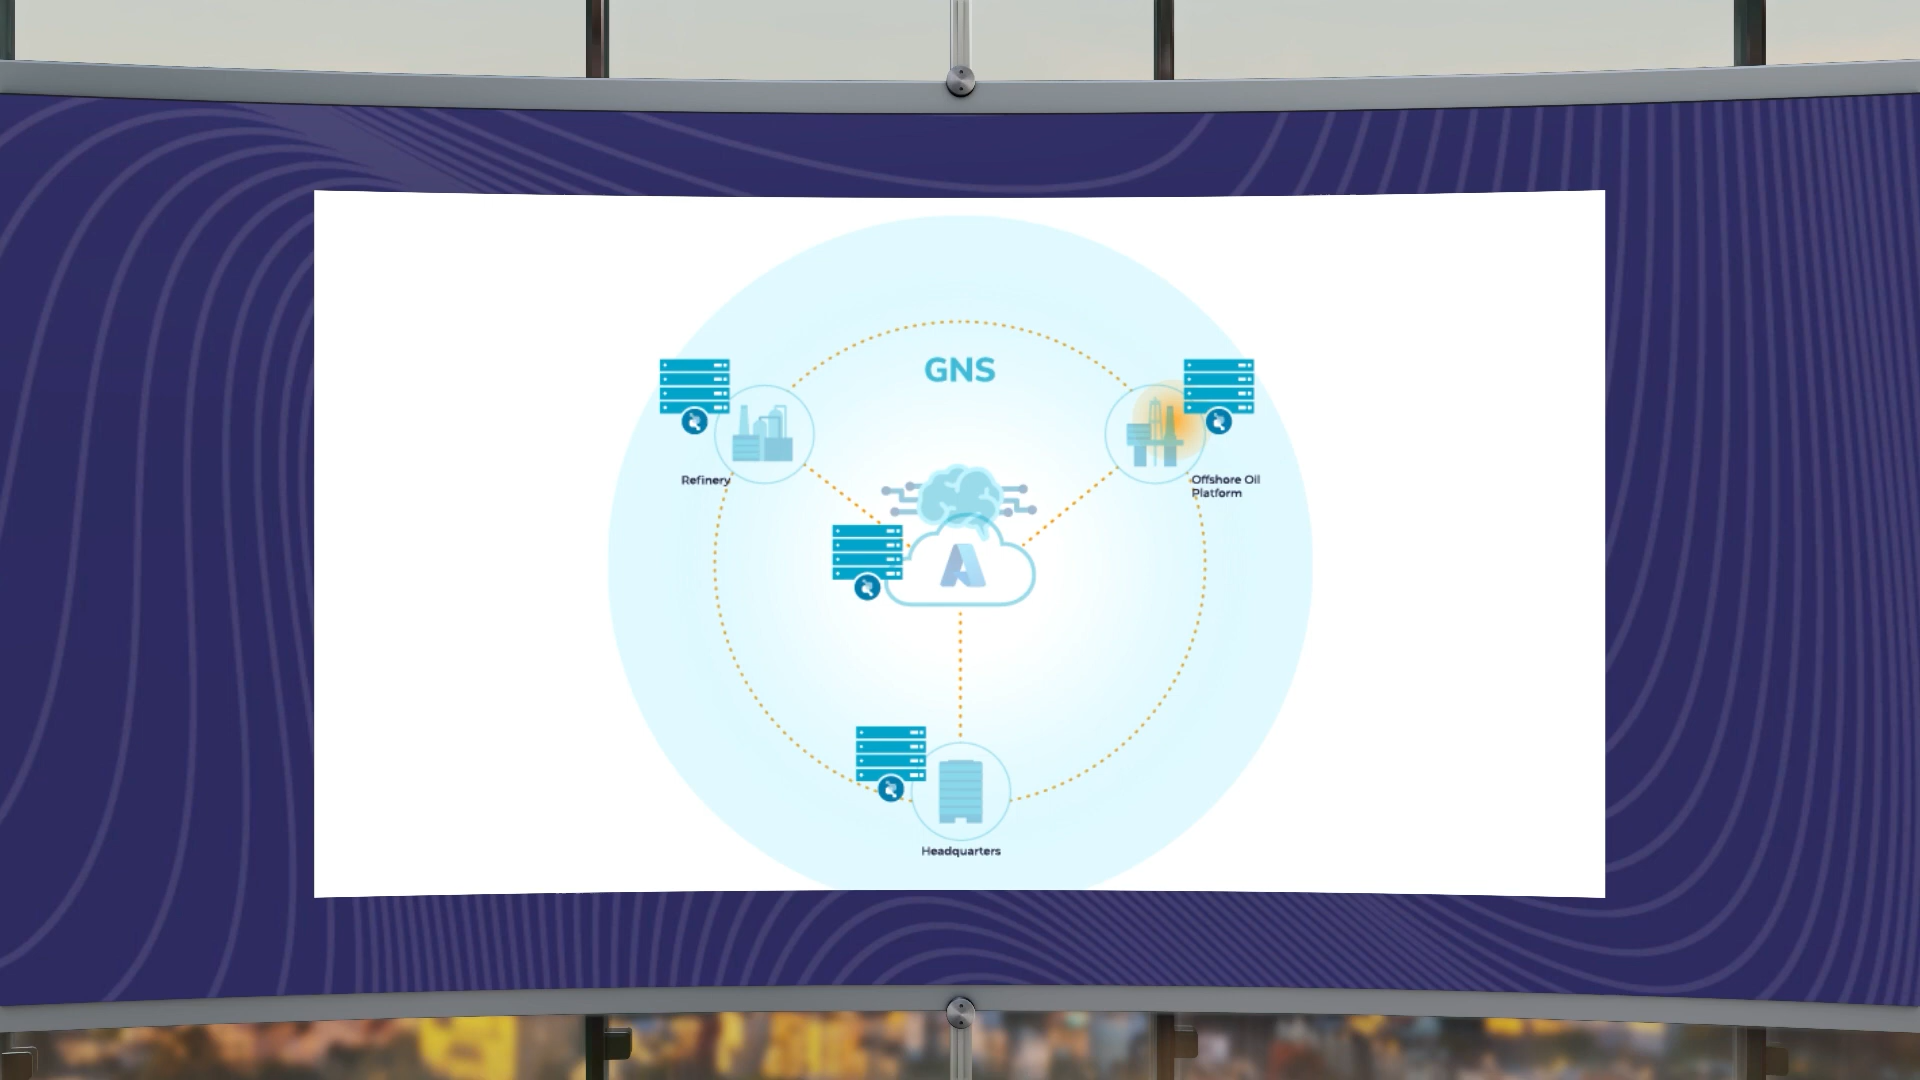 GNS
Refinery
Offshore Oil
Platform
Headquarters